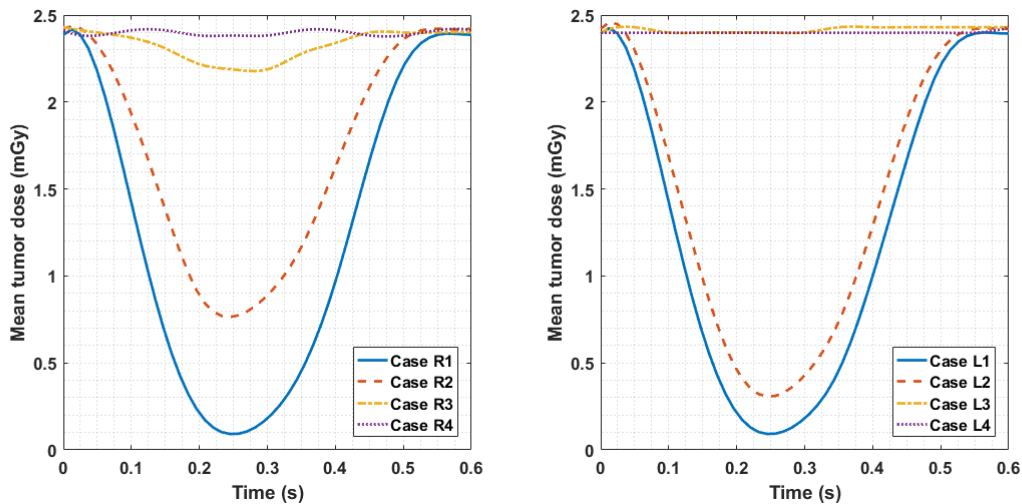 2.5
2
1.5
1
0.5
0
Mean tumor dose (mGy)
Case R1
Case R2
Case R3
Case R4
0 0.1 0.2 0.3 0.4 0.5 0.6
Time (s)
2.5
2
1.5
1
0.5
0
Mean tumor dose (mGy)
Case L1
Case L2
Case L3
Case L4
0 0.1 0.2 0.3 0.4 0.5 0.6
Time (s)